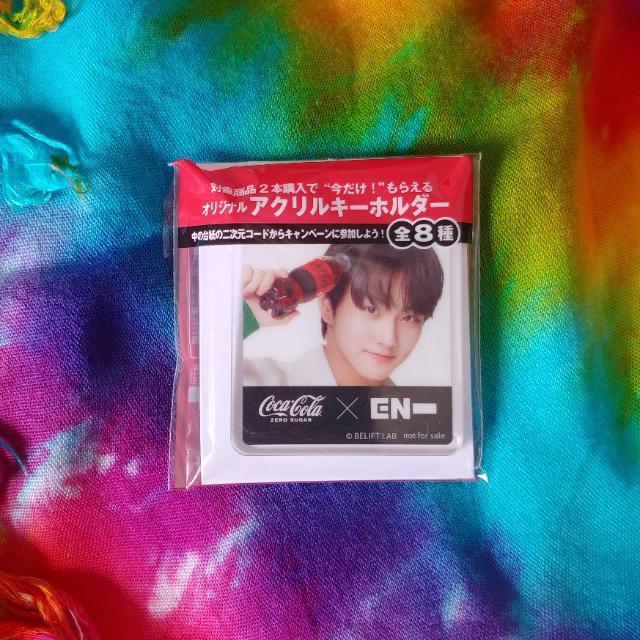 対象商品2本購入で“今だけ！”もらえる
オリジナル アクリルキーホルダー
中の台紙の二次元コードからキャンペーンに参加しよう！ 全8種
Coca-Cola × EN-
ZERO SUGAR
© BELIFT LAB not for sale